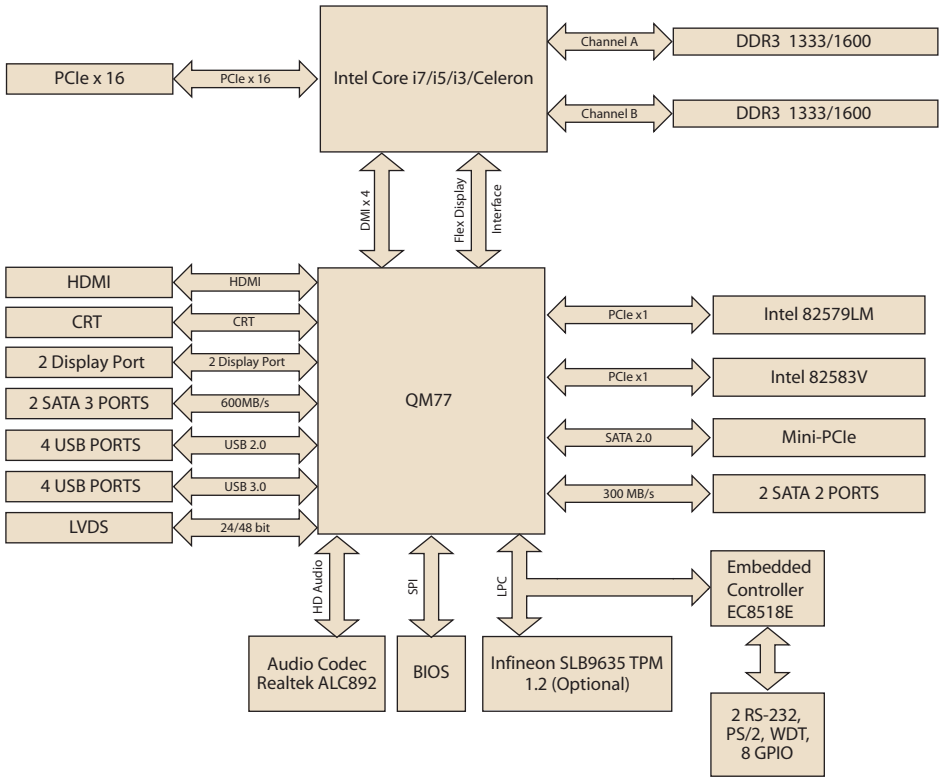 Intel Core i7/i5/i3/Celeron
Channel A
DDR3 1333/1600
PCIe x 16
PCIe x 16
Channel B
DDR3 1333/1600
DMI x 4
Flex Display
Interface
HDMI
HDMI
CRT
CRT
2 Display Port
2 Display Port
2 SATA 3 PORTS
600MB/s
4 USB PORTS
USB 2.0
4 USB PORTS
USB 3.0
LVDS
24/48 bit
QM77
PCIe x1
Intel 82579LM
PCIe x1
Intel 82583V
SATA 2.0
Mini-PCIe
300 MB/s
2 SATA 2 PORTS
HD Audio
SPI
LPC
Embedded
Controller
EC8518E
Audio Codec
Realtek ALC892
BIOS
Infineon SLB9635 TPM
1.2 (Optional)
2 RS-232,
PS/2, WDT,
8 GPIO